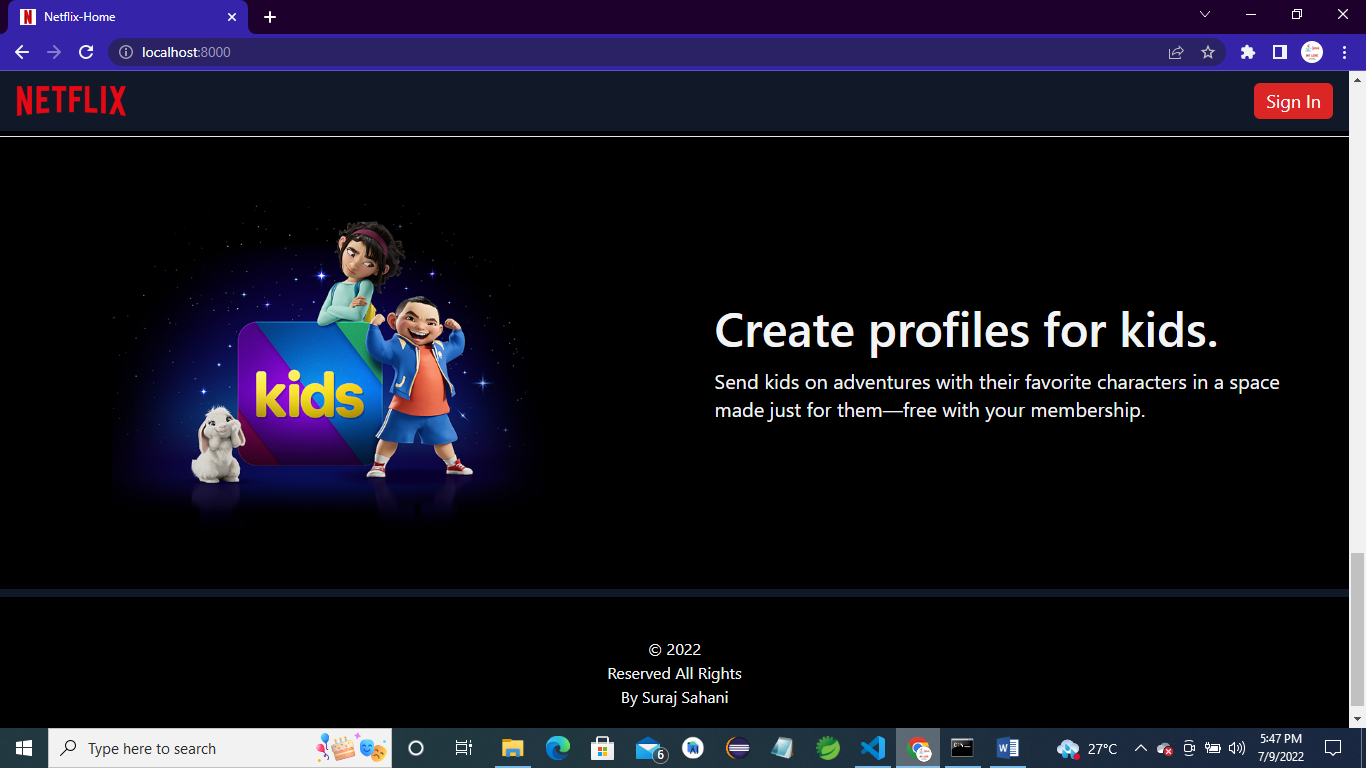 Netflix-Home
localhost:8000
NETFLIX
Sign In
kids
Create profiles for kids.
Send kids on adventures with their favorite characters in a space
made just for them—free with your membership.
© 2022
Reserved All Rights
By Suraj Sahani
Type here to search
6
27°C
5:47 PM
7/9/2022